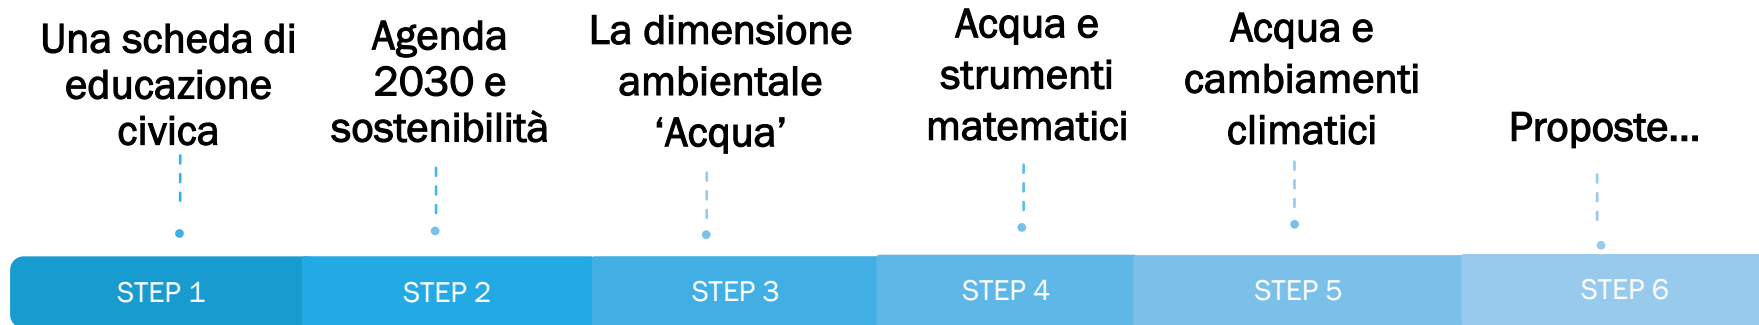 Una scheda di
educazione
civica
Agenda
2030 e
sostenibilità
La dimensione
ambientale
‘Acqua’
Acqua e
strumenti
matematici
Acqua e
cambiamenti
climatici
Proposte...
STEP 1
STEP 2
STEP 3
STEP 4
STEP 5
STEP 6